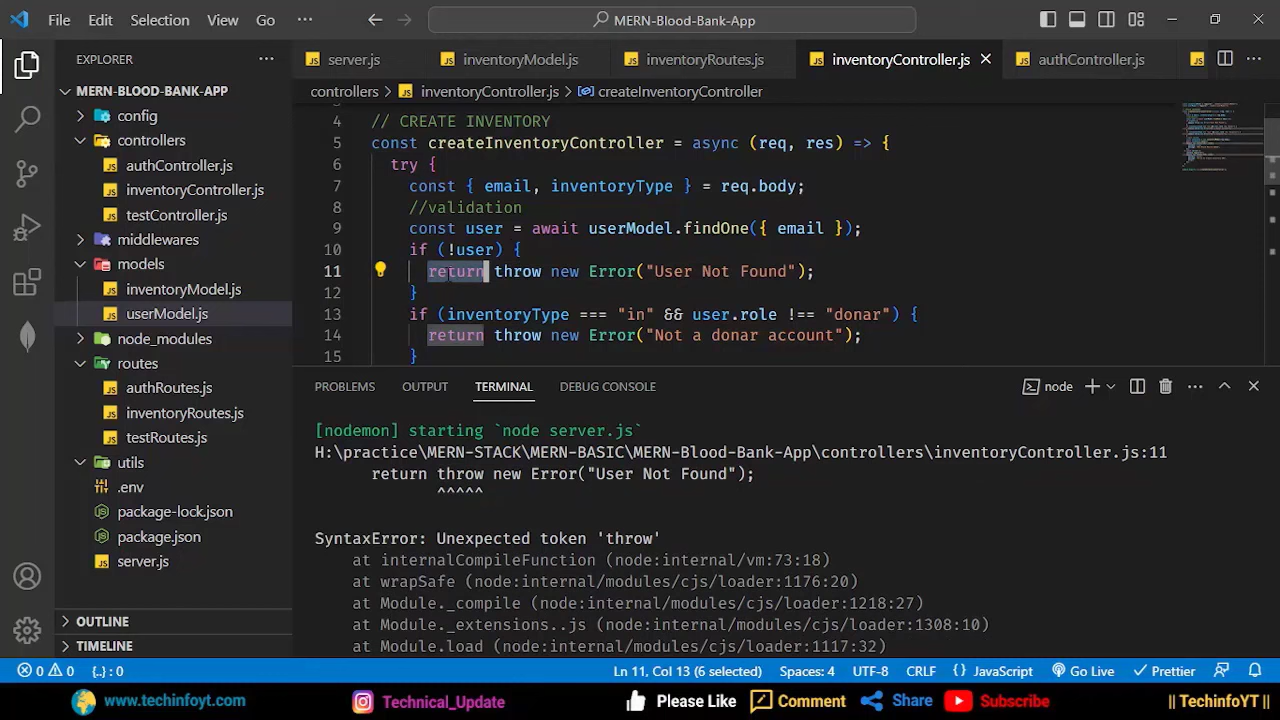 File Edit Selection View Go ··· MERN-Blood-Bank-App
EXPLORER ···
MERN-BLOOD-BANK-APP
config
controllers
authController.js
inventoryController.js
testController.js
middlewares
models
inventoryModel.js
userModel.js
node_modules
routes
authRoutes.js
inventoryRoutes.js
testRoutes.js
utils
.env
package-lock.json
package.json
server.js
OUTLINE
TIMELINE
server.js inventoryModel.js inventoryRoutes.js inventoryController.js authController.js
controllers > inventoryController.js > createInventoryController
4 // CREATE INVENTORY
5 const createInventoryController = async (req, res) => {
6 try {
7 const { email, inventoryType } = req.body;
8 //validation
9 const user = await userModel.findOne({ email });
10 if (!user) {
11 return throw new Error("User Not Found");
12 }
13 if (inventoryType === "in" && user.role !== "donar") {
14 return throw new Error("Not a donar account");
15 }
PROBLEMS OUTPUT TERMINAL DEBUG CONSOLE node
[nodemon] starting `node server.js`
H:\practice\MERN-STACK\MERN-BASIC\MERN-Blood-Bank-App\controllers\inventoryController.js:11
return throw new Error("User Not Found");
^^^^^
SyntaxError: Unexpected token 'throw'
at internalCompileFunction (node:internal/vm:73:18)
at wrapSafe (node:internal/modules/cjs/loader:1176:20)
at Module._compile (node:internal/modules/cjs/loader:1218:27)
at Module._extensions..js (node:internal/modules/cjs/loader:1308:10)
at Module.load (node:internal/modules/cjs/loader:1117:32)
0 0 {..} : 0 Ln 11, Col 13 (6 selected) Spaces: 4 UTF-8 CRLF {} JavaScript Go Live Prettier
www.techinfoyt.com Technical_Update Please Like Comment Share Subscribe || TechinfoYT ||